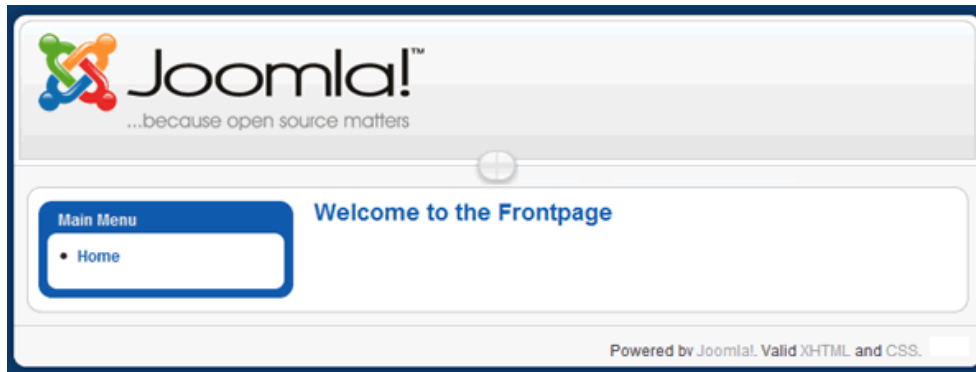 Joomla!™
...because open source matters
Main Menu
Welcome to the Frontpage
• Home
Powered by Joomla!. Valid XHTML and CSS.